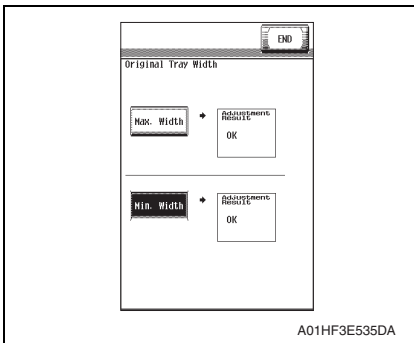 END
Original Tray Width
Max. Width
Adjustment
Result
OK
Min. Width
Adjustment
Result
OK
A01HF3E535DA